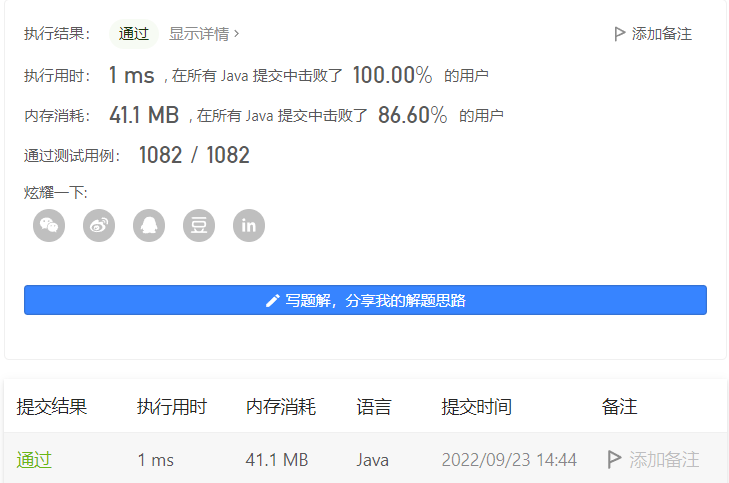 执行结果： 通过 显示详情 > 添加备注
执行用时： 1 ms , 在所有 Java 提交中击败了 100.00% 的用户
内存消耗： 41.1 MB , 在所有 Java 提交中击败了 86.60% 的用户
通过测试用例： 1082 / 1082
炫耀一下:
豆 in
写题解，分享我的解题思路
提交结果 执行用时 内存消耗 语言 提交时间 备注
通过 1 ms 41.1 MB Java 2022/09/23 14:44 添加备注